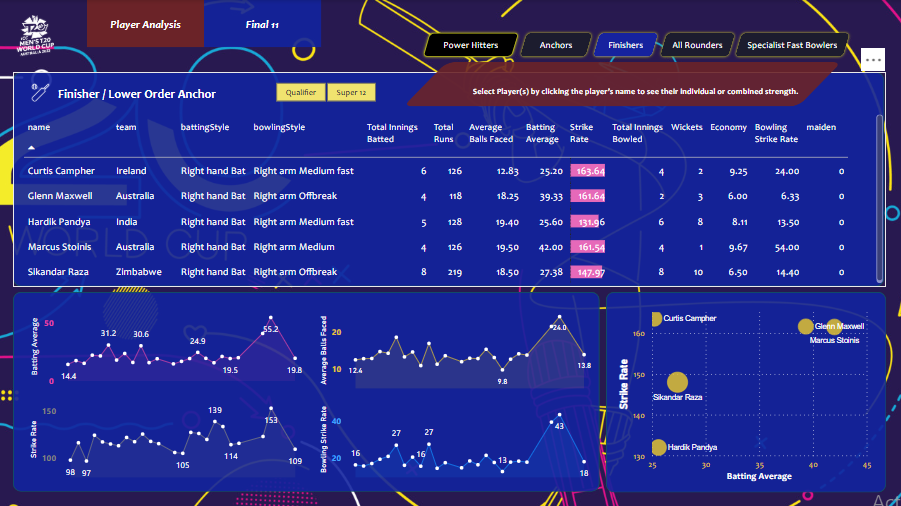 ICC
MEN'S T20
WORLD CUP
AUSTRALIA 2022
Player Analysis
Final 11
Power Hitters
Anchors
Finishers
All Rounders
Specialist Fast Bowlers
Finisher / Lower Order Anchor
Qualifier
Super 12
Select Player(s) by clicking the player's name to see their individual or combined strength.
name team battingStyle bowlingStyle Total Innings Batted Total Runs Average Balls Faced Batting Average Strike Rate Total Innings Bowled Wickets Economy Bowling Strike Rate maiden
Curtis Campher Ireland Right hand Bat Right arm Medium fast 6 126 12.83 25.20 163.64 4 2 9.25 24.00 0
Glenn Maxwell Australia Right hand Bat Right arm Offbreak 4 118 18.25 39.33 161.64 2 3 6.00 6.33 0
Hardik Pandya India Right hand Bat Right arm Medium fast 5 128 19.40 25.60 131.96 6 8 8.11 13.50 0
Marcus Stoinis Australia Right hand Bat Right arm Medium 4 126 19.50 42.00 161.54 4 1 9.67 54.00 0
Sikandar Raza Zimbabwe Right hand Bat Right arm Offbreak 8 219 18.50 27.38 147.97 8 10 6.50 14.40 0
WORLD CUP
Batting Average
50
0
14.4
31.2
30.6
24.9
19.5
55.2
19.8
Average Balls Faced
20
10
12.4
9.8
24.0
13.8
Strike Rate
150
100
98
97
105
139
114
153
109
Bowling Strike Rate
40
20
16
27
16
27
13
43
18
Strike Rate
160
150
140
130
Curtis Campher
Glenn Maxwell
Marcus Stoinis
Sikandar Raza
Hardik Pandya
25 30 35 40 45
Batting Average